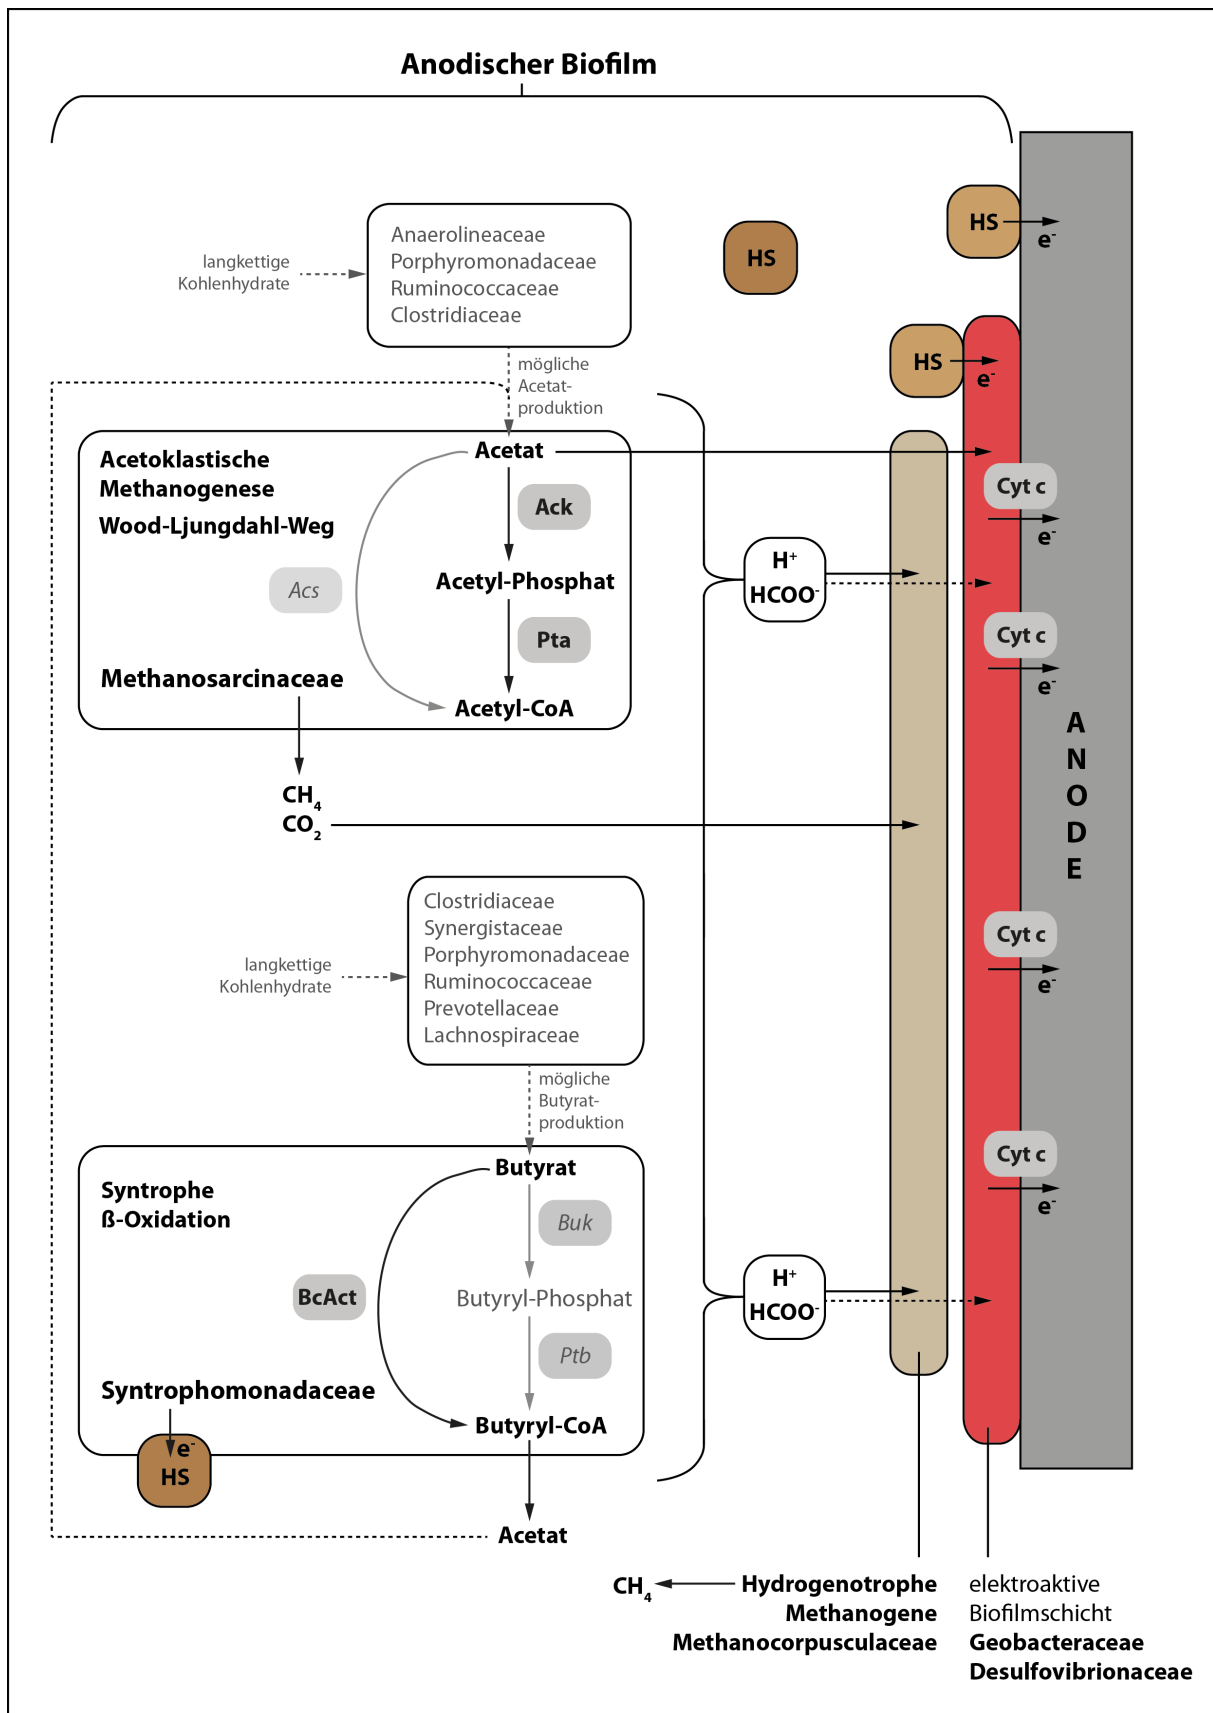 Anodischer Biofilm
HS
e-
HS
Anaerolineaceae
Porphyromonadaceae
Ruminococcaceae
Clostridiaceae
langkettige
Kohlenhydrate
HS
e-
mögliche
Acetat-
produktion
Acetoklastische
Methanogenese
Wood-Ljungdahl-Weg
Acetat
Ack
Acs
Acetyl-Phosphat
Pta
Methanosarcinaceae
Acetyl-CoA
CH4
CO2
H+
HCOO-
Cyt c
e-
Cyt c
e-
ANODE
Clostridiaceae
Synergistaceae
Porphyromonadaceae
Ruminococcaceae
Prevotellaceae
Lachnospiraceae
langkettige
Kohlenhydrate
Cyt c
e-
mögliche
Butyrat-
produktion
Cyt c
e-
Syntrophe
ß-Oxidation
Butyrat
Buk
BcAct
Butyryl-Phosphat
Ptb
Syntrophomonadaceae
Butyryl-CoA
e-
HS
H+
HCOO-
Acetat
CH4
Hydrogenotrophe
Methanogene
Methanocorpusculaceae
elektroaktive
Biofilmschicht
Geobacteraceae
Desulfovibrionaceae